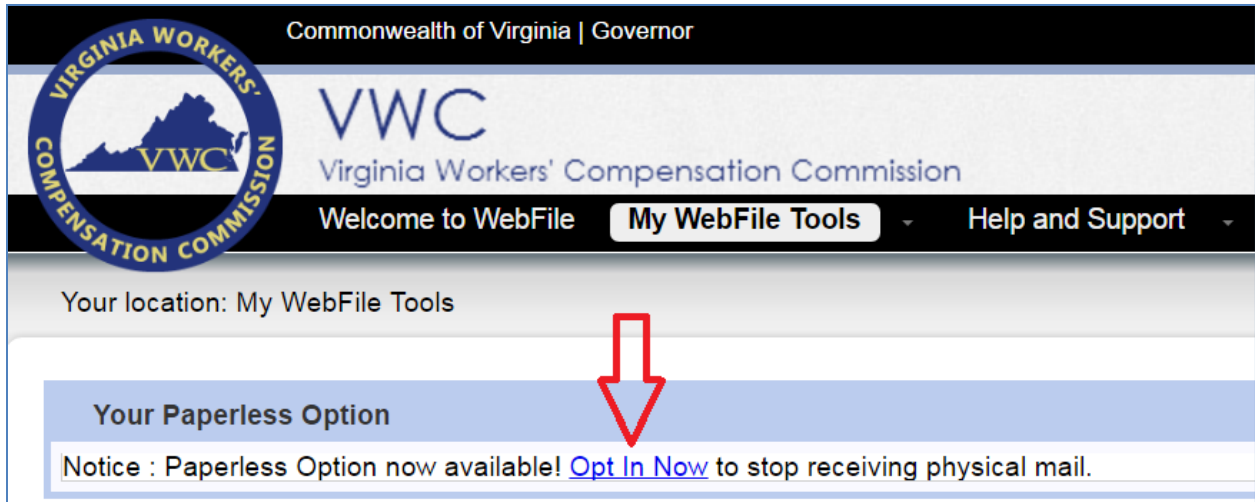 Commonwealth of Virginia | Governor
VIRGINIA WORKERS'
COMPENSATION COMMISSION
VWC
VWC
Virginia Workers' Compensation Commission
Welcome to WebFile My WebFile Tools Help and Support
Your location: My WebFile Tools
Your Paperless Option
Notice : Paperless Option now available! Opt In Now to stop receiving physical mail.